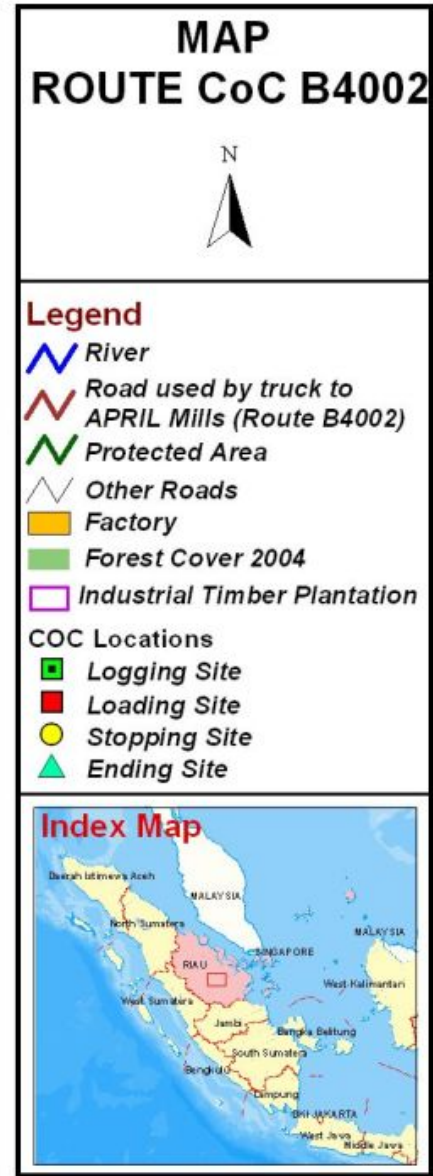 MAP
ROUTE CoC B4002
N
Legend
River
Road used by truck to
APRIL Mills (Route B4002)
Protected Area
Other Roads
Factory
Forest Cover 2004
Industrial Timber Plantation
COC Locations
Logging Site
Loading Site
Stopping Site
Ending Site
Index Map
Daerah Istimewa Aceh
MALAYSIA
North Sumatera
MALAYSIA
SINGAPORE
RIAU
West Kalimantan
West Sumatera
Jambi
Bangka Belitung
South Sumatera
Bengkulu
Lampung
DKI-JAKARTA
West Jawa
Middle Jawa